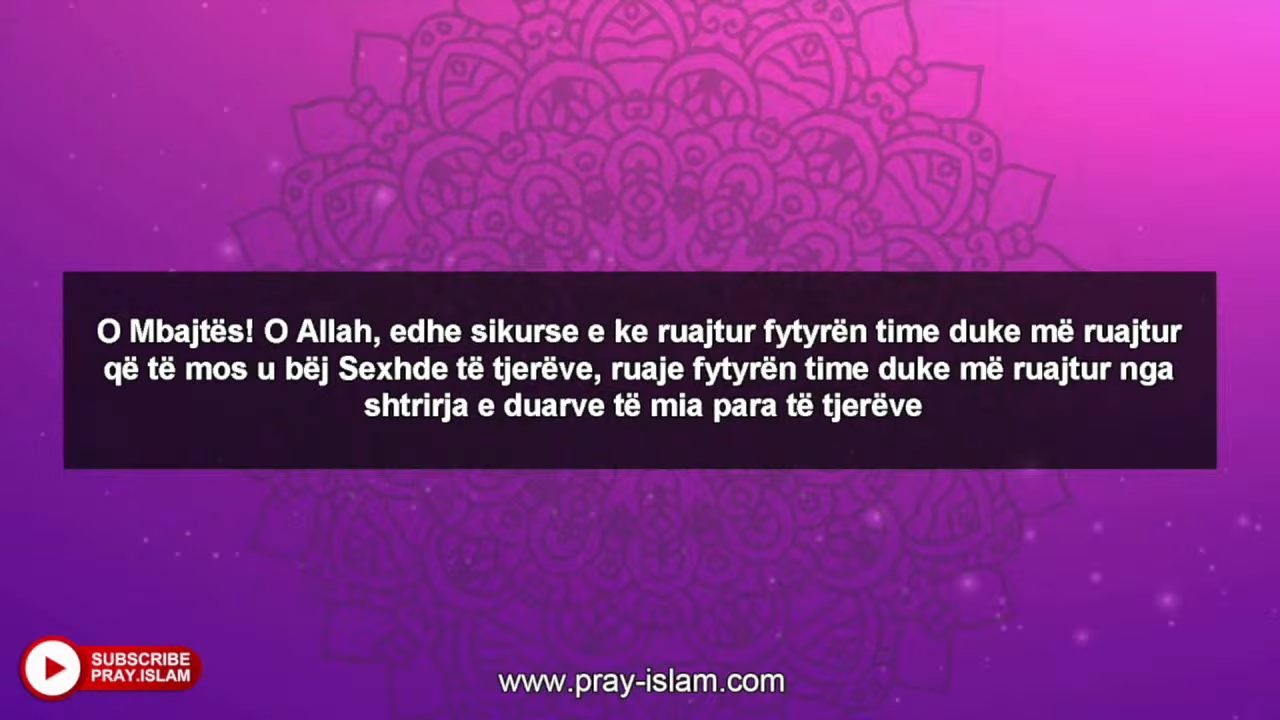 O Mbajtës! O Allah, edhe sikurse e ke ruajtur fytyrën time duke më ruajtur
që të mos u bëj Sexhde të tjerëve, ruaje fytyrën time duke më ruajtur nga
shtrirja e duarve të mia para të tjerëve
SUBSCRIBE
PRAY.ISLAM
www.pray-islam.com